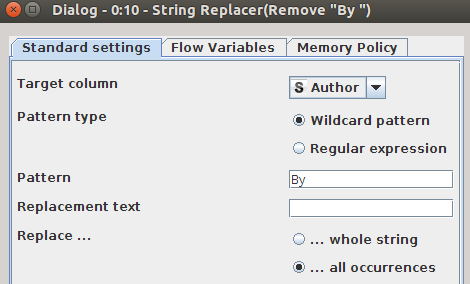 Dialog - 0:10 - String Replacer(Remove "By ")
Standard settings Flow Variables Memory Policy
Target column S Author
Pattern type Wildcard pattern
Regular expression
Pattern By
Replacement text
Replace ... ... whole string
... all occurrences